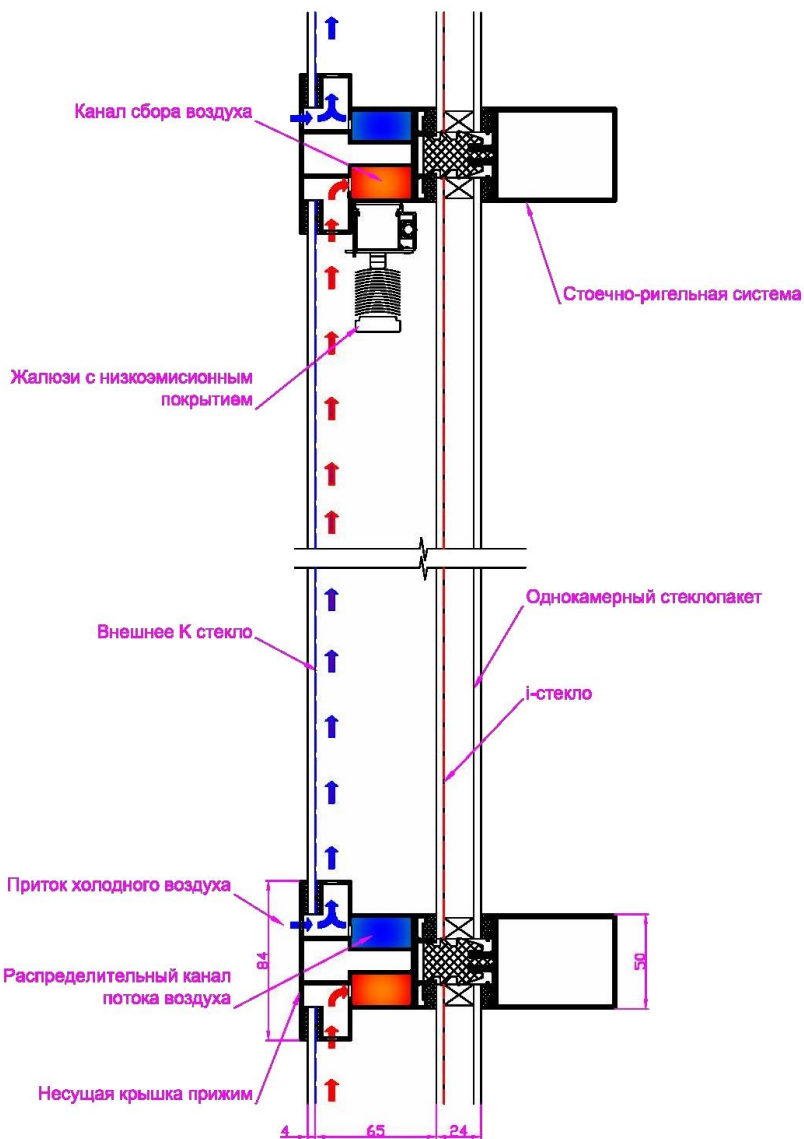 Канал сбора воздуха
Стоечно-ригельная система
Жалюзи с низкоэмисионным
покрытием
Однокамерный стеклопакет
Внешнее К стекло
i-стекло
Приток холодного воздуха
84
50
Распределительный канал
потока воздуха
Несущая крышка прижим
4
65
24